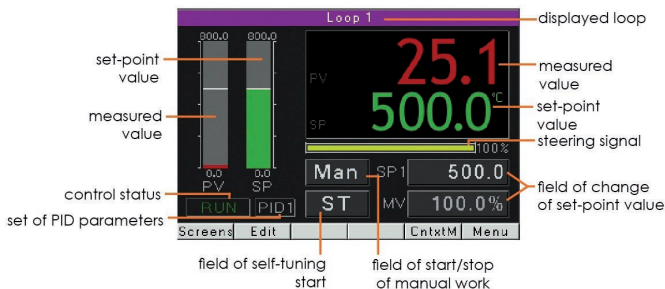 Loop 1
displayed loop
800.0
800.0
set-point
value
measured
value
PV
25.1
measured
value
SP
500.0
°C
set-point
value
100%
steering signal
0.0
0.0
PV
SP
Man
SP1
500.0
control status
RUN
PID1
ST
MV
100.0%
field of change
of set-point value
set of PID parameters
Screens
Edit
CntxtM
Menu
field of self-tuning
start
field of start/stop
of manual work